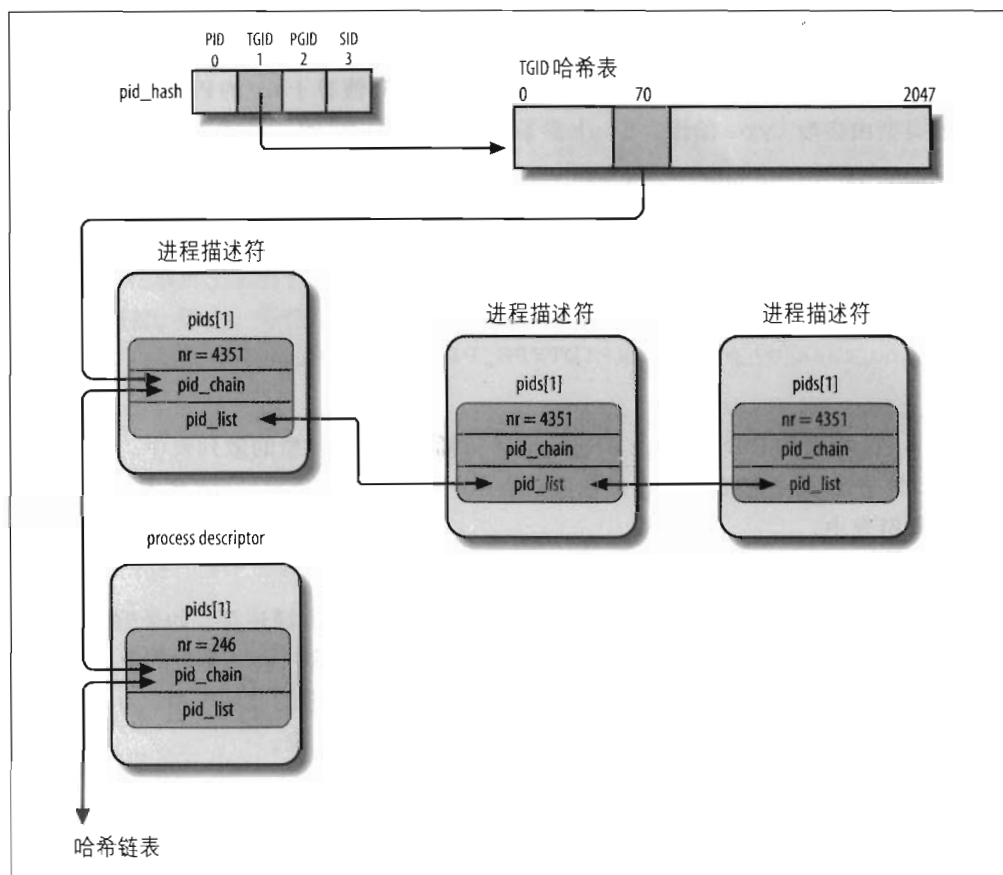 PID TGID PGID SID
0 1 2 3
pid_hash
TGID 哈希表
0 70 2047
进程描述符
pids[1]
nr = 4351
pid_chain
pid_list
进程描述符
pids[1]
nr = 4351
pid_chain
pid_list
进程描述符
pids[1]
nr = 4351
pid_chain
pid_list
process descriptor
pids[1]
nr = 246
pid_chain
pid_list
哈希链表